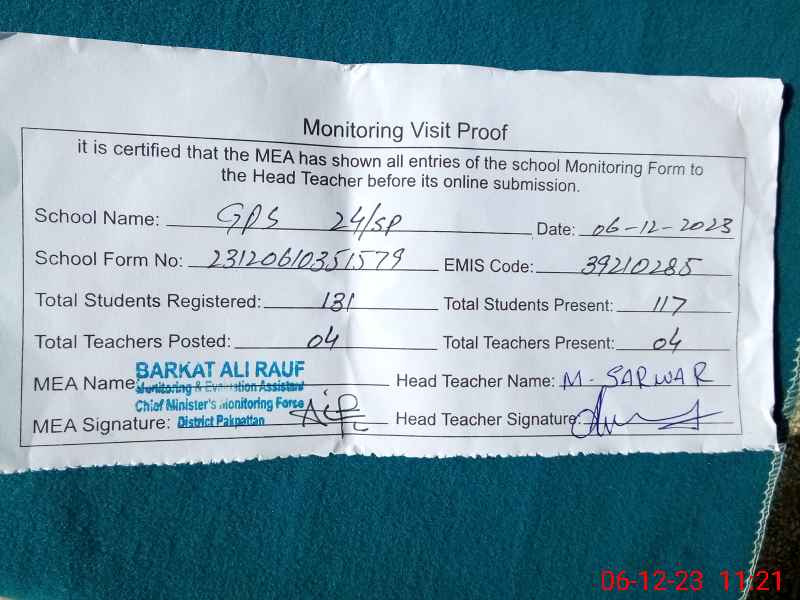 Monitoring Visit Proof
it is certified that the MEA has shown all entries of the school Monitoring Form to
the Head Teacher before its online submission.
School Name: GPS 24/SP Date: 06-12-2023
School Form No: 23120610351579 EMIS Code: 39210285
Total Students Registered: 131 Total Students Present: 117
Total Teachers Posted: 04 Total Teachers Present: 04
MEA Name: BARKAT ALI RAUF Head Teacher Name: M. SARWAR
Monitoring & Evaluation Assistant
Chief Minister's Monitoring Force
MEA Signature: District Pakpattan Head Teacher Signature:
06-12-23 11:21